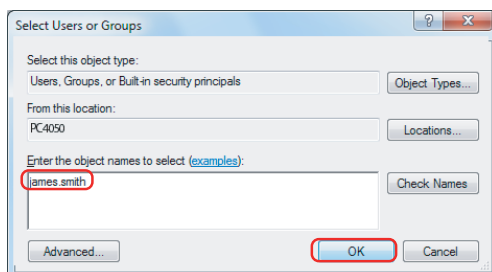 Select Users or Groups
Select this object type:
Users, Groups, or Built-in security principals
Object Types...
From this location:
PC4050
Locations...
Enter the object names to select (examples):
james.smith
Check Names
Advanced...
OK
Cancel